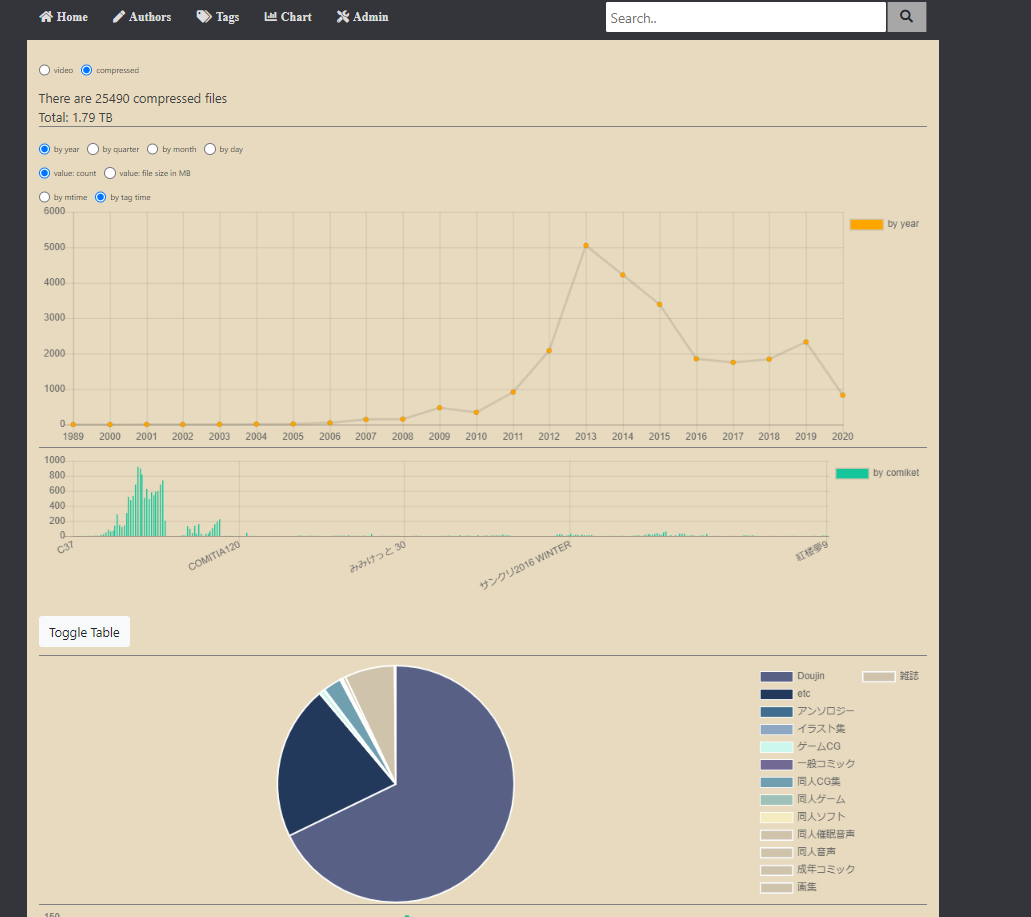 Home Authors Tags Chart Admin Search..
video compressed
There are 25490 compressed files
Total: 1.79 TB
by year by quarter by month by day
value: count value: file size in MB
by mtime by tag time
6000
5000
4000
3000
2000
1000
0
1989 2000 2001 2002 2003 2004 2005 2006 2007 2008 2009 2010 2011 2012 2013 2014 2015 2016 2017 2018 2019 2020
by year
1000
800
600
400
200
0
C37 COMITIA120 みみけっと 30 サンクリ2016 WINTER 紅楼夢9
by comiket
Toggle Table
Doujin
etc
アンソロジー
イラスト集
ゲームCG
一般コミック
同人CG集
同人ゲーム
同人ソフト
同人催眠音声
同人音声
成年コミック
画集
雑誌
150